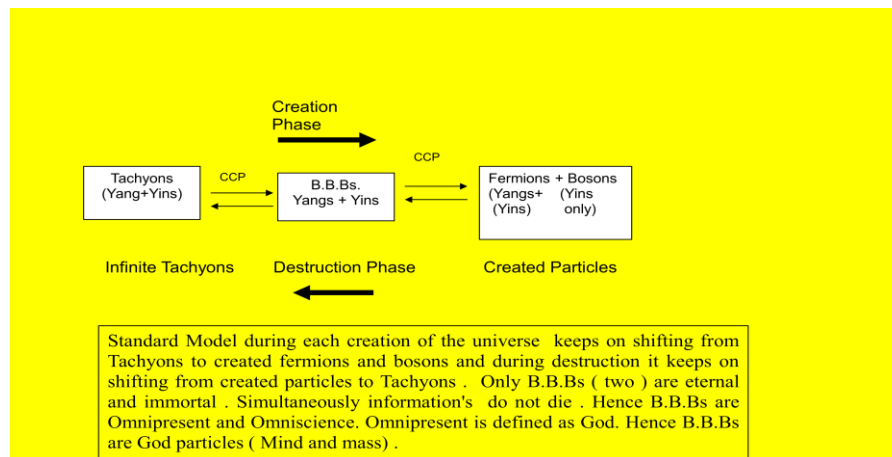 Creation
Phase
CCP
CCP
Tachyons
(Yang+Yins)
B.B.Bs.
Yangs + Yins
Fermions + Bosons
(Yangs+ (Yins
(Yins) only)
Infinite Tachyons
Destruction Phase
Created Particles
Standard Model during each creation of the universe keeps on shifting from
Tachyons to created fermions and bosons and during destruction it keeps on
shifting from created particles to Tachyons . Only B.B.Bs ( two ) are eternal
and immortal . Simultaneously information's do not die . Hence B.B.Bs are
Omnipresent and Omniscience. Omnipresent is defined as God. Hence B.B.Bs
are God particles ( Mind and mass) .